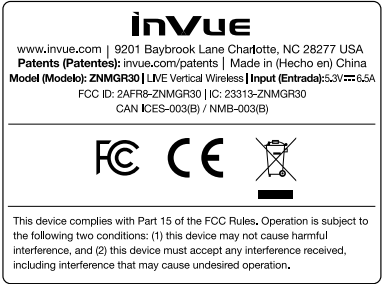 inVue
www.invue.com | 9201 Baybrook Lane Charlotte, NC 28277 USA
Patents (Patentes): invue.com/patents | Made in (Hecho en) China
Model (Modelo): ZNMGR30 | LIVE Vertical Wireless | Input (Entrada):5.3V⎓6.5A
FCC ID: 2AFR8-ZNMGR30 | IC: 23313-ZNMGR30
CAN ICES-003(B) / NMB-003(B)
FC CE
This device complies with Part 15 of the FCC Rules. Operation is subject to
the following two conditions: (1) this device may not cause harmful
interference, and (2) this device must accept any interference received,
including interference that may cause undesired operation.